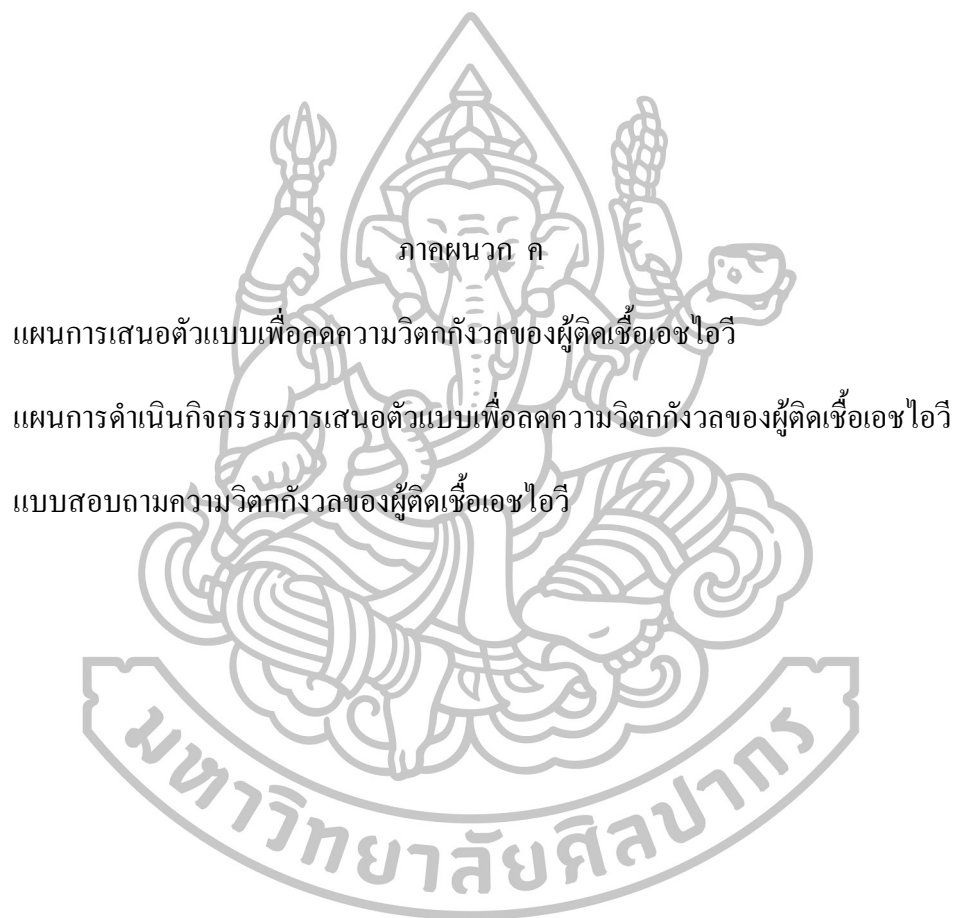 ภาคผนวก ค
แผนการเสนอตัวแบบเพื่อลดความวิตกกังวลของผู้ติดเชื้อเอชไอวี
แผนการดำเนินกิจกรรมการเสนอตัวแบบเพื่อลดความวิตกกังวลของผู้ติดเชื้อเอชไอวี
แบบสอบถามความวิตกกังวลของผู้ติดเชื้อเอชไอวี
มหาวิทยาลัยศิลปากร